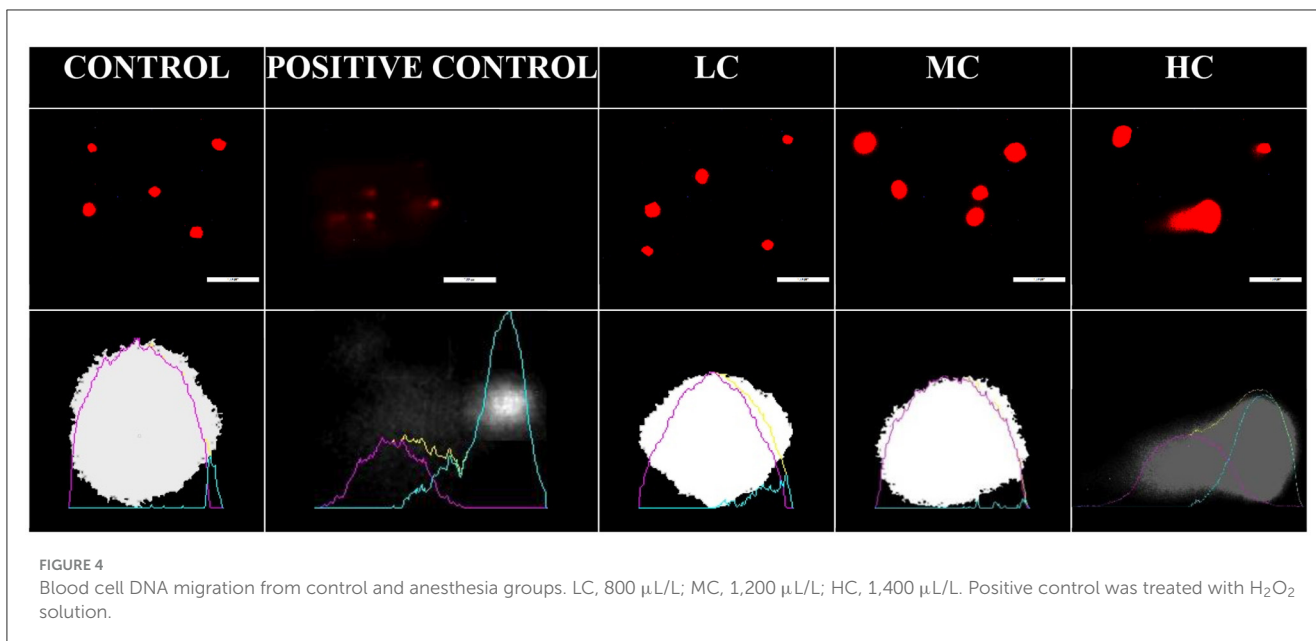 CONTROL
POSITIVE CONTROL
LC
MC
HC
FIGURE 4
Blood cell DNA migration from control and anesthesia groups. LC, 800 μL/L; MC, 1,200 μL/L; HC, 1,400 μL/L. Positive control was treated with H₂O₂
solution.